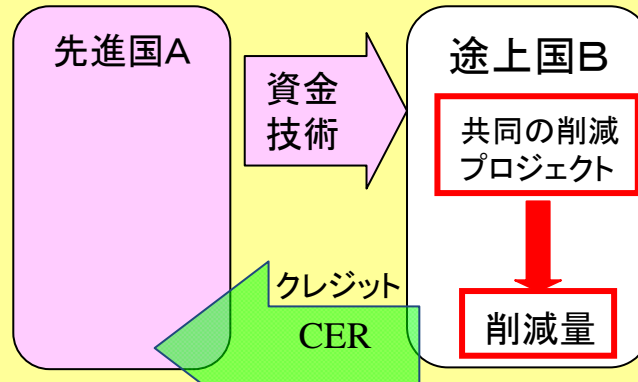 先進国A
資金
技術
途上国B
共同の削減
プロジェクト
クレジット
CER
削減量